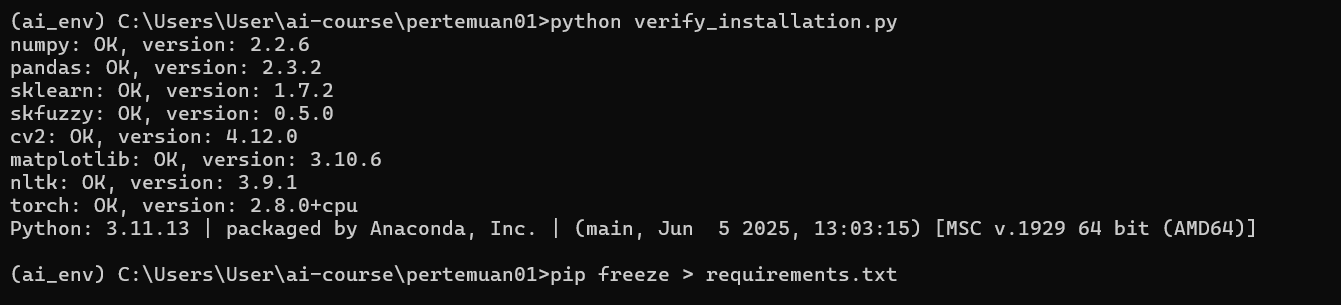 (ai_env) C:\Users\User\ai-course\pertemuan01>python verify_installation.py
numpy: OK, version: 2.2.6
pandas: OK, version: 2.3.2
sklearn: OK, version: 1.7.2
skfuzzy: OK, version: 0.5.0
cv2: OK, version: 4.12.0
matplotlib: OK, version: 3.10.6
nltk: OK, version: 3.9.1
torch: OK, version: 2.8.0+cpu
Python: 3.11.13 | packaged by Anaconda, Inc. | (main, Jun  5 2025, 13:03:15) [MSC v.1929 64 bit (AMD64)]
(ai_env) C:\Users\User\ai-course\pertemuan01>pip freeze > requirements.txt